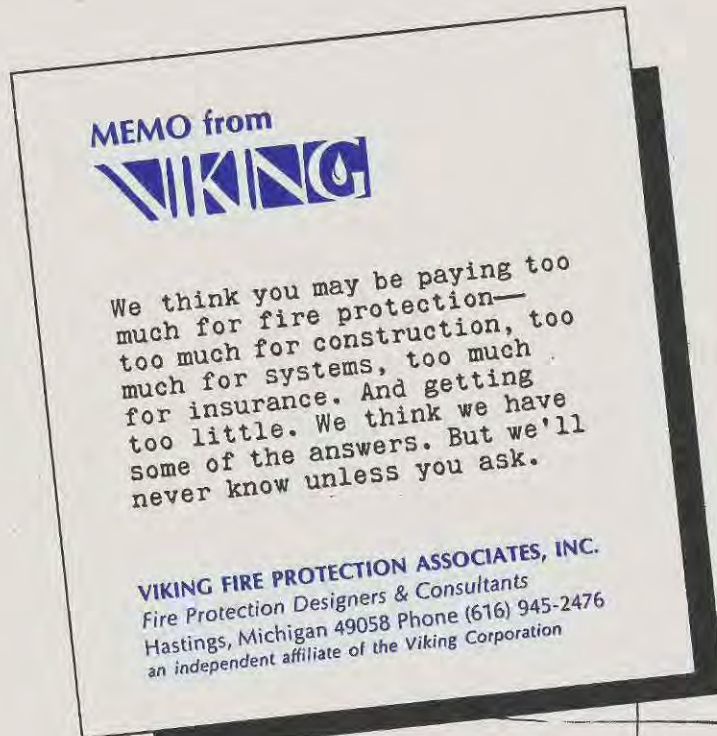 MEMO from
VIKING
We think you may be paying too
much for fire protection—
too much for construction, too
much for systems, too much
for insurance. And getting
too little. We think we have
some of the answers. But we'll
never know unless you ask.
VIKING FIRE PROTECTION ASSOCIATES, INC.
Fire Protection Designers & Consultants
Hastings, Michigan 49058 Phone (616) 945-2476
an independent affiliate of the Viking Corporation